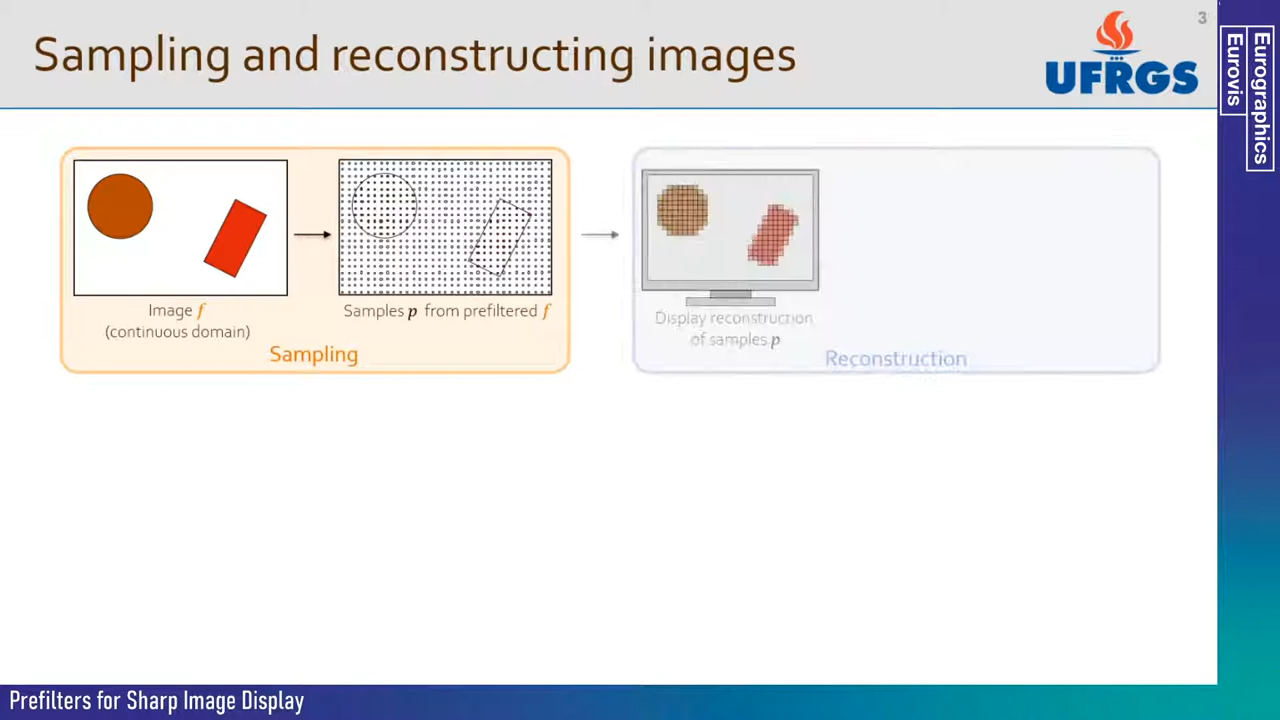 Sampling and reconstructing images
3
UFRGS
Eurographics
Eurovis
Image f
(continuous domain)
Samples p from prefiltered f
Sampling
Display reconstruction
of samples p
Reconstruction
Prefilters for Sharp Image Display